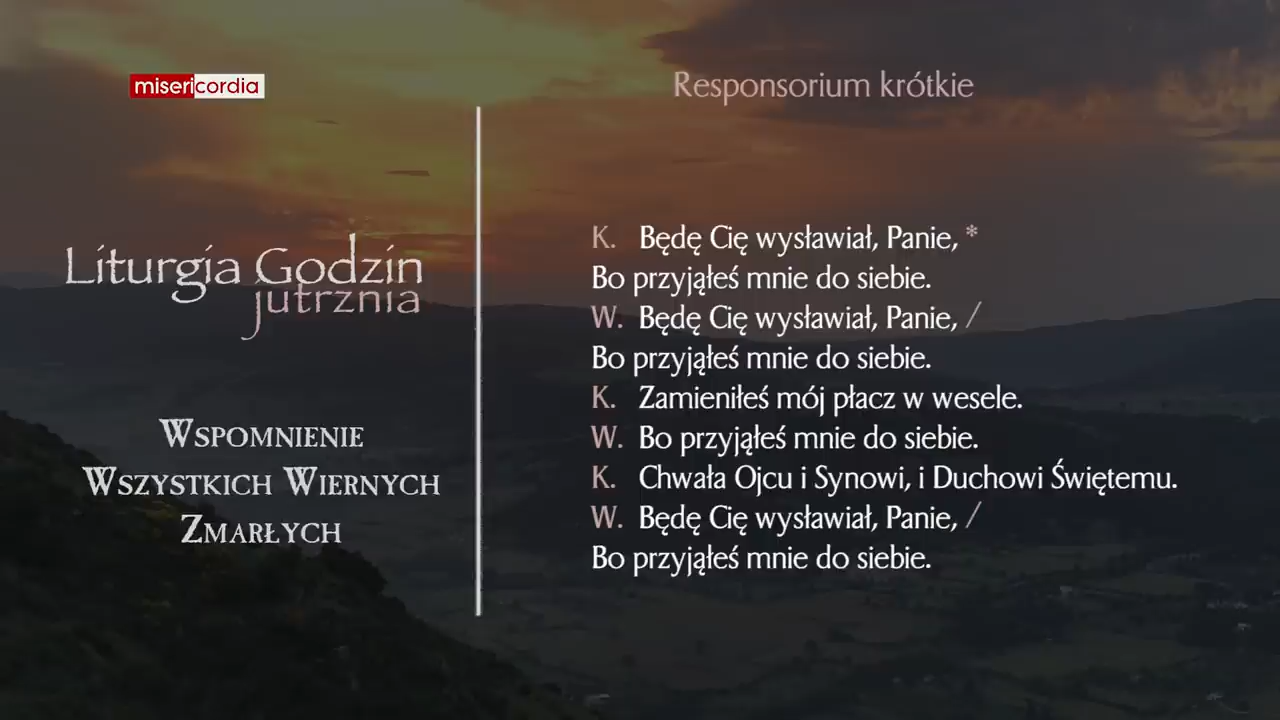 misericordia
Responsorium krótkie
Liturgia Godzin
jutrznia
Wspomnienie
Wszystkich Wiernych
Zmarłych
K. Będę Cię wysławiał, Panie, *
Bo przyjąłeś mnie do siebie.
W. Będę Cię wysławiał, Panie, /
Bo przyjąłeś mnie do siebie.
K. Zamieniłeś mój płacz w wesele.
W. Bo przyjąłeś mnie do siebie.
K. Chwała Ojcu i Synowi, i Duchowi Świętemu.
W. Będę Cię wysławiał, Panie, /
Bo przyjąłeś mnie do siebie.